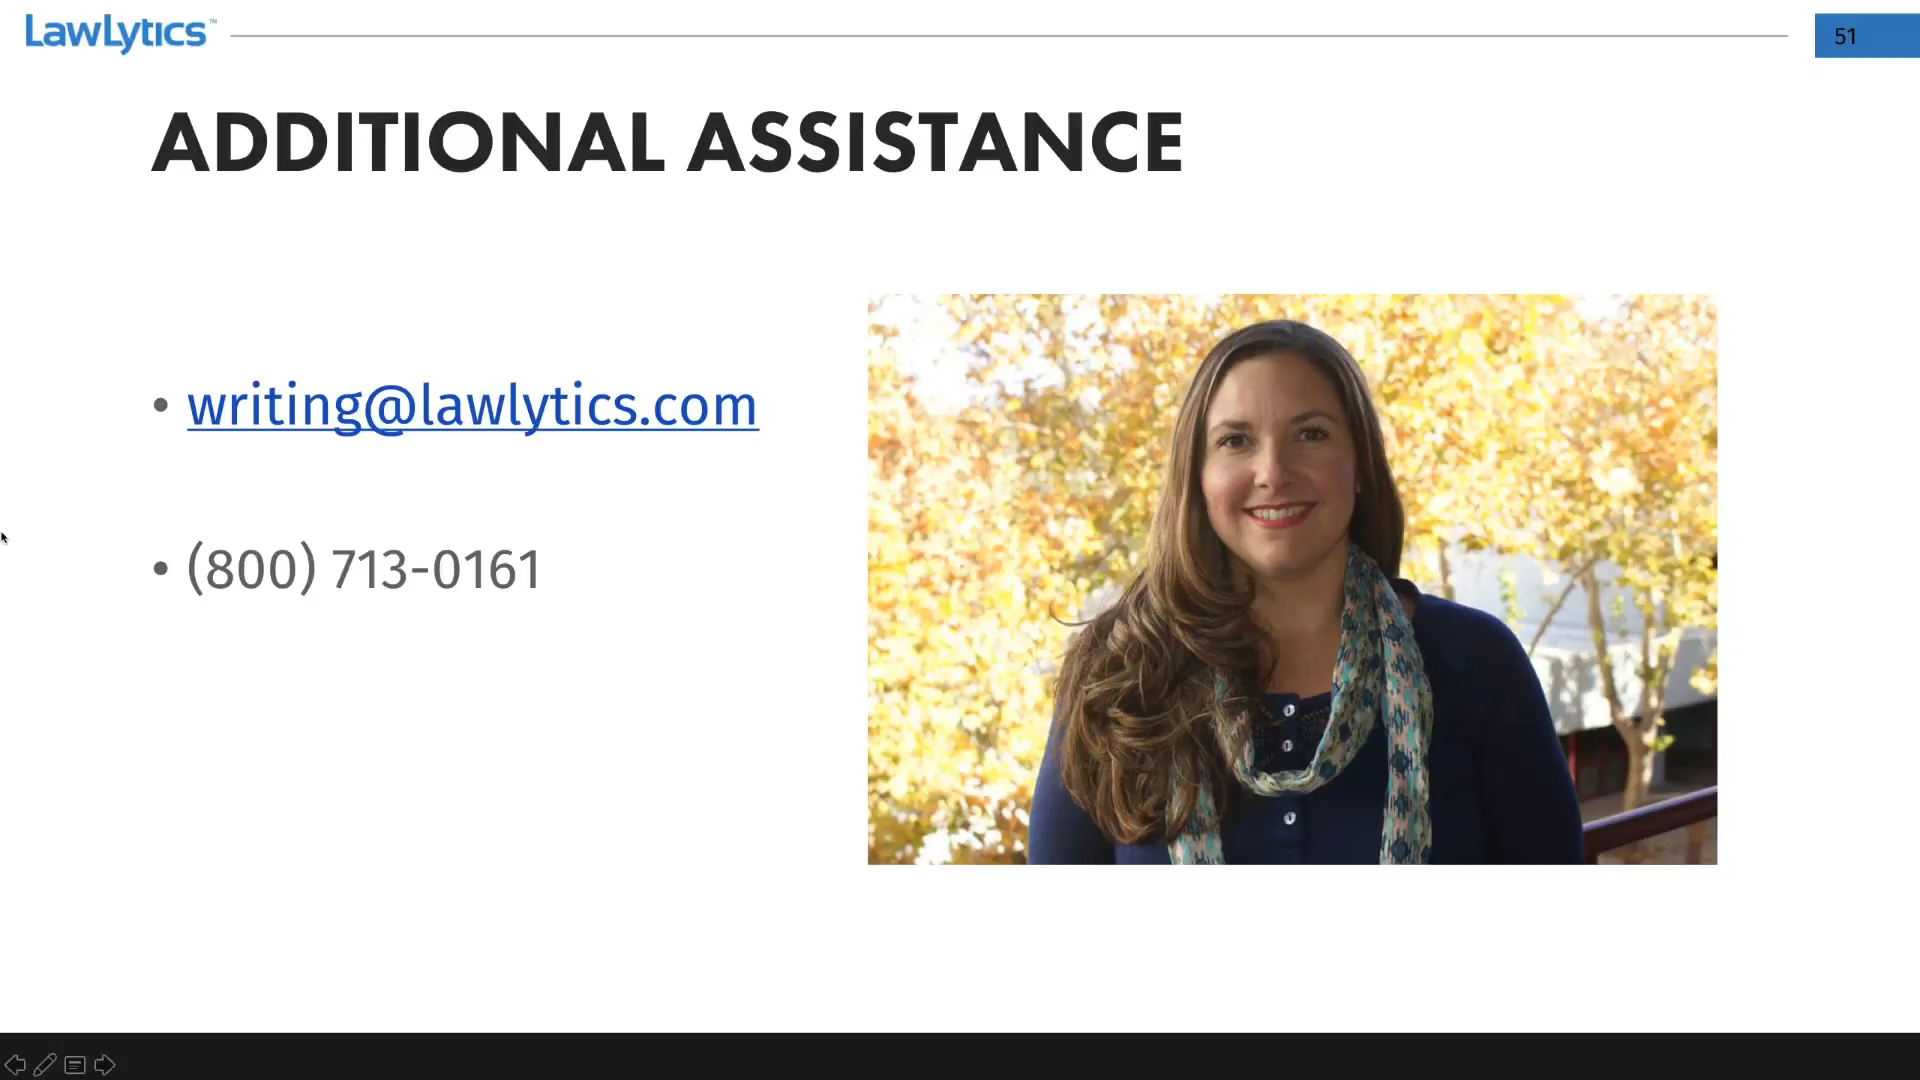 LawLytics™
51
ADDITIONAL ASSISTANCE
• writing@lawlytics.com
• (800) 713-0161